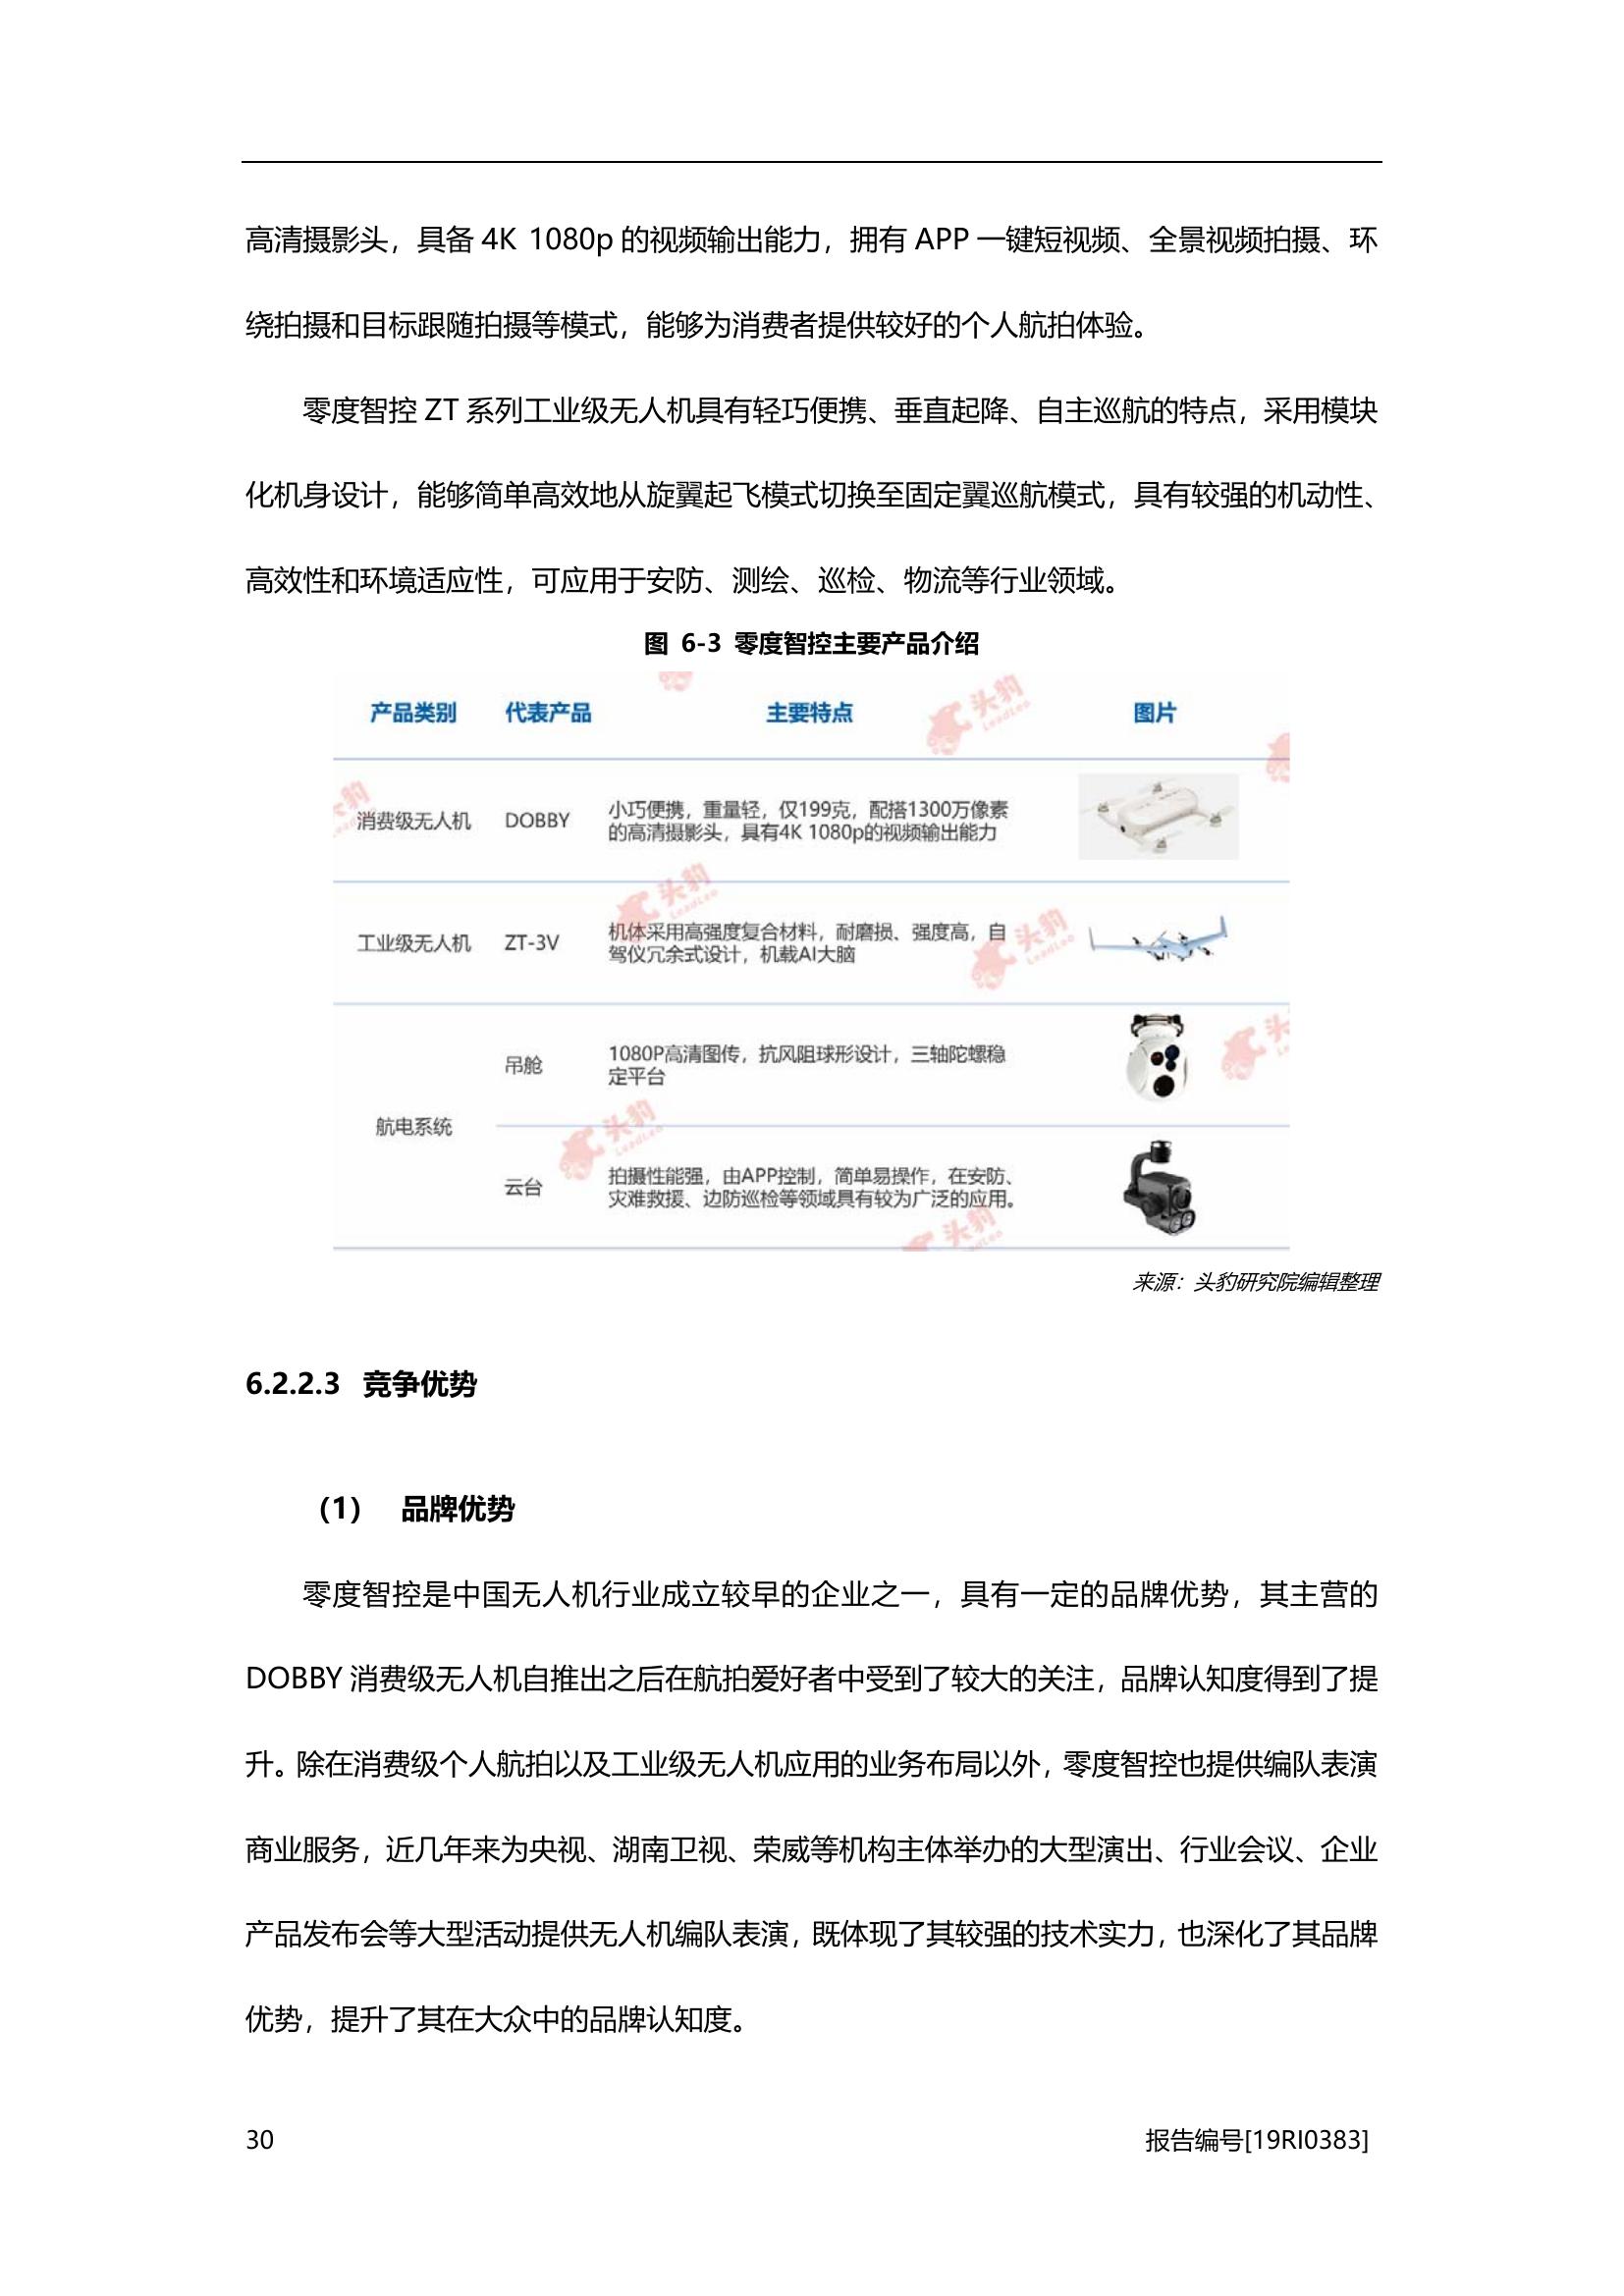 高清摄影头，具备 4K 1080p 的视频输出能力，拥有 APP 一键短视频、全景视频拍摄、环
绕拍摄和目标跟随拍摄等模式，能够为消费者提供较好的个人航拍体验。
零度智控 ZT 系列工业级无人机具有轻巧便携、垂直起降、自主巡航的特点，采用模块
化机身设计，能够简单高效地从旋翼起飞模式切换至固定翼巡航模式，具有较强的机动性、
高效性和环境适应性，可应用于安防、测绘、巡检、物流等行业领域。
图 6-3 零度智控主要产品介绍
产品类别 代表产品 主要特点 图片
消费级无人机 DOBBY 小巧便携，重量轻，仅199克，配搭1300万像素
的高清摄影头，具有4K 1080p的视频输出能力
工业级无人机 ZT-3V 机体采用高强度复合材料，耐磨损、强度高，自
驾仪冗余式设计，机载AI大脑
航电系统
吊舱 1080P高清图传，抗风阻球形设计，三轴陀螺稳
定平台
云台 拍摄性能强，由APP控制，简单易操作，在安防、
灾难救援、边防巡检等领域具有较为广泛的应用。
头豹 LeadLeo
头豹 LeadLeo
头豹 LeadLeo
头豹 LeadLeo
头豹
来源：头豹研究院编辑整理
6.2.2.3 竞争优势
（1） 品牌优势
零度智控是中国无人机行业成立较早的企业之一，具有一定的品牌优势，其主营的
DOBBY 消费级无人机自推出之后在航拍爱好者中受到了较大的关注，品牌认知度得到了提
升。除在消费级个人航拍以及工业级无人机应用的业务布局以外，零度智控也提供编队表演
商业服务，近几年来为央视、湖南卫视、荣威等机构主体举办的大型演出、行业会议、企业
产品发布会等大型活动提供无人机编队表演，既体现了其较强的技术实力，也深化了其品牌
优势，提升了其在大众中的品牌认知度。
30 报告编号[19RI0383]